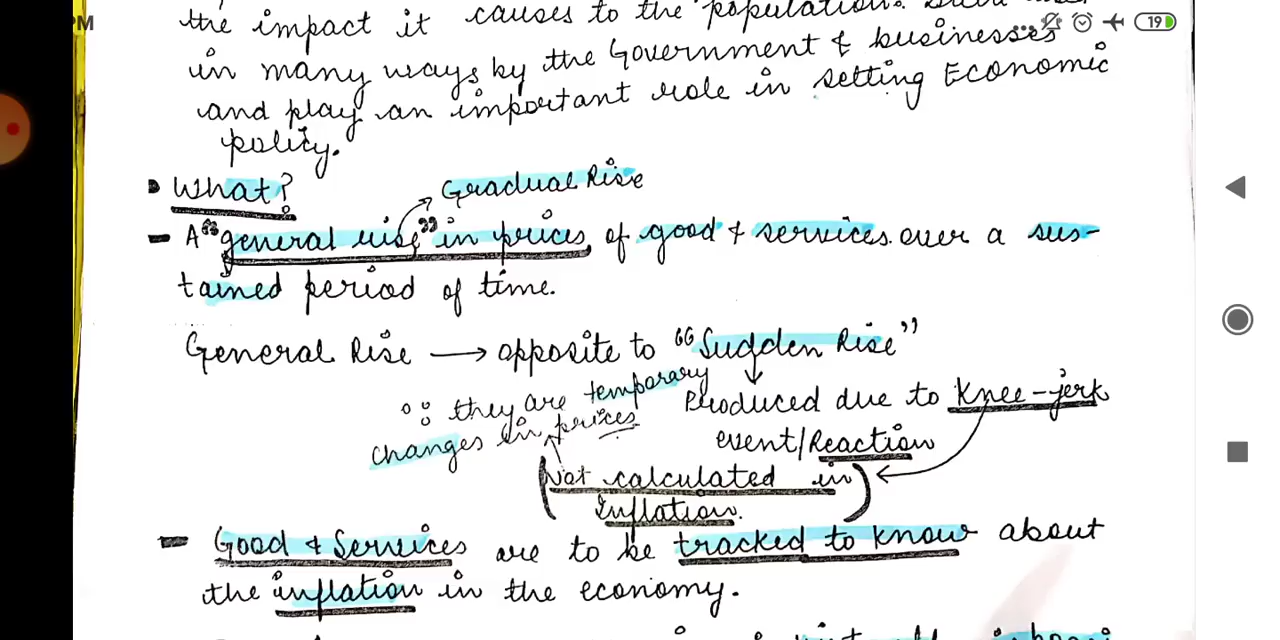 M
the impact it causes to the population.
19
in many ways by the Government & businesses
and play an important role in setting Economic
policy.
What?
Gradual Rise
- A "general rise" in prices of good & services over a sus-
tained period of time.
General Rise → opposite to "Sudden Rise"
∵ they are temporary
changes in prices
Produced due to Knee-jerk
event/Reaction
(Not calculated in
Inflation.)
- Good & Services are to be tracked to know about
the inflation in the economy.